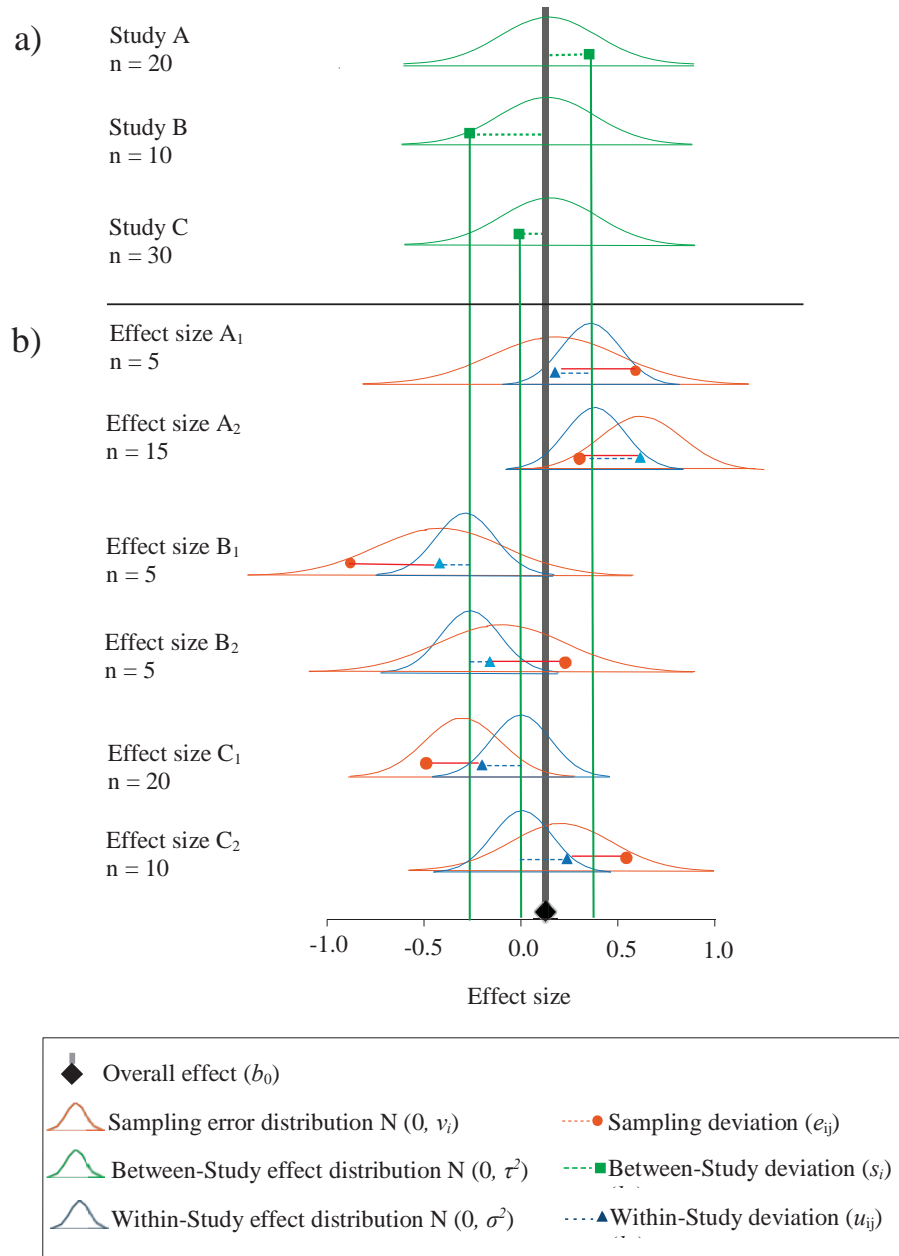 a)
Study A
n = 20
Study B
n = 10
Study C
n = 30
b)
Effect size A₁
n = 5
Effect size A₂
n = 15
Effect size B₁
n = 5
Effect size B₂
n = 5
Effect size C₁
n = 20
Effect size C₂
n = 10
-1.0 -0.5 0.0 0.5 1.0
Effect size
Overall effect (b₀)
Sampling error distribution N (0, vᵢ)
Sampling deviation (eᵢⱼ)
Between-Study effect distribution N (0, τ²)
Between-Study deviation (sᵢ)
Within-Study effect distribution N (0, σ²)
Within-Study deviation (uᵢⱼ)